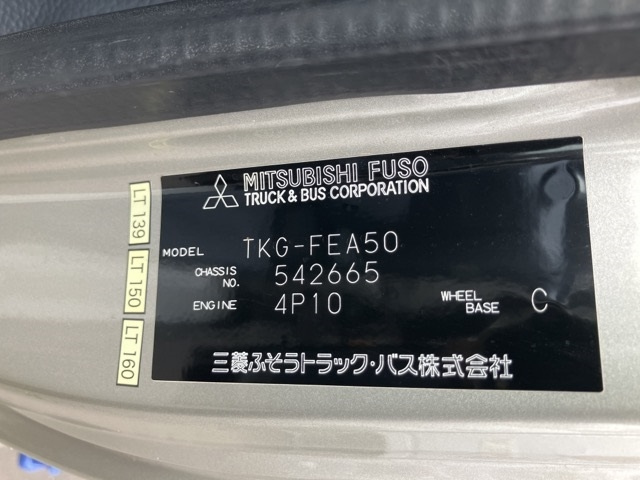 MITSUBISHI FUSO
TRUCK & BUS CORPORATION
MODEL TKG-FEA50
CHASSIS NO. 542665
ENGINE 4P10 WHEEL BASE C
三菱ふそうトラック・バス株式会社
LT 139
LT 150
LT 160